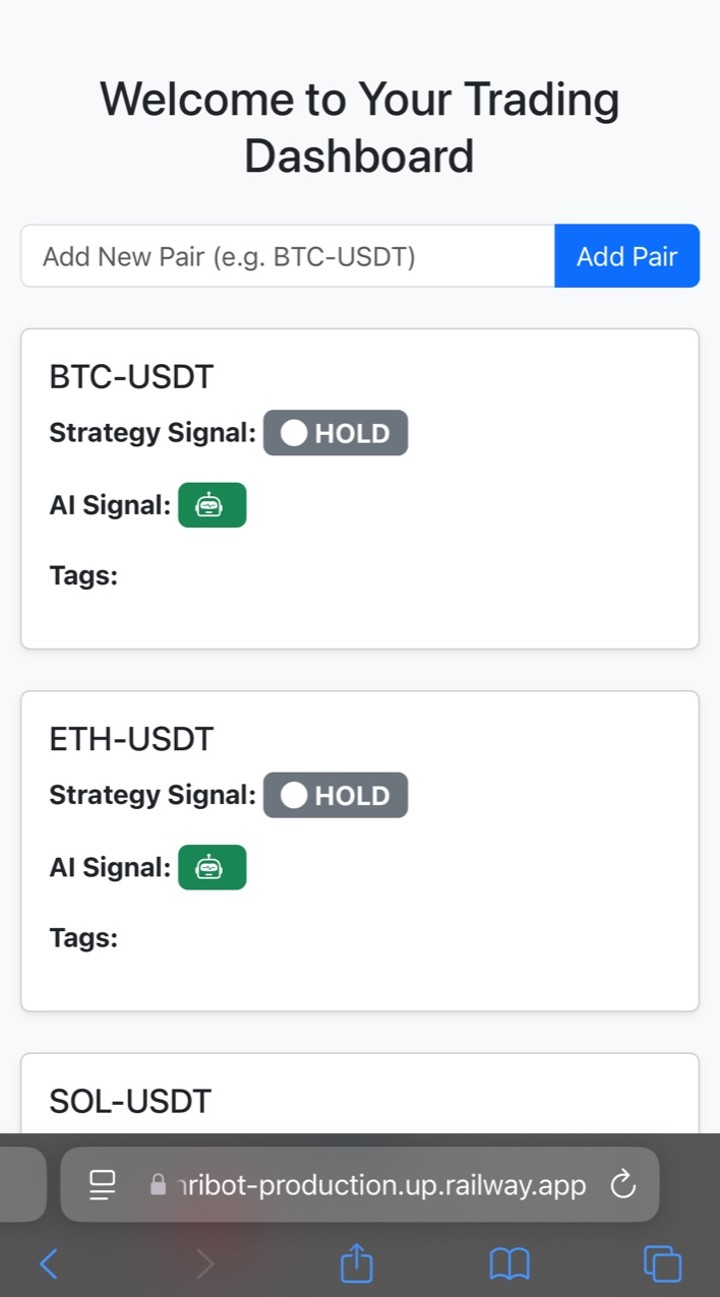 Welcome to Your Trading
Dashboard
Add New Pair (e.g. BTC-USDT)
Add Pair
BTC-USDT
Strategy Signal: HOLD
AI Signal:
Tags:
ETH-USDT
Strategy Signal: HOLD
AI Signal:
Tags:
SOL-USDT
ribot-production.up.railway.app